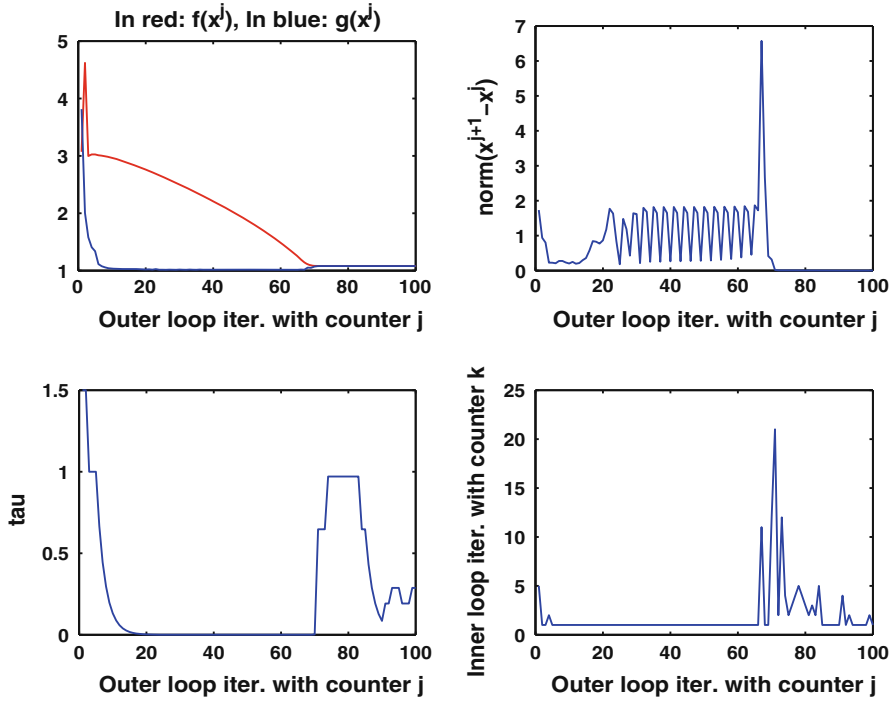 In red: f(x^j), In blue: g(x^j)
5
4
3
2
1
0 20 40 60 80 100
Outer loop iter. with counter j
norm(x^{j+1}−x^j)
7
6
5
4
3
2
1
0
0 20 40 60 80 100
Outer loop iter. with counter j
tau
1.5
1
0.5
0
0 20 40 60 80 100
Outer loop iter. with counter j
Inner loop iter. with counter k
25
20
15
10
5
0
0 20 40 60 80 100
Outer loop iter. with counter j